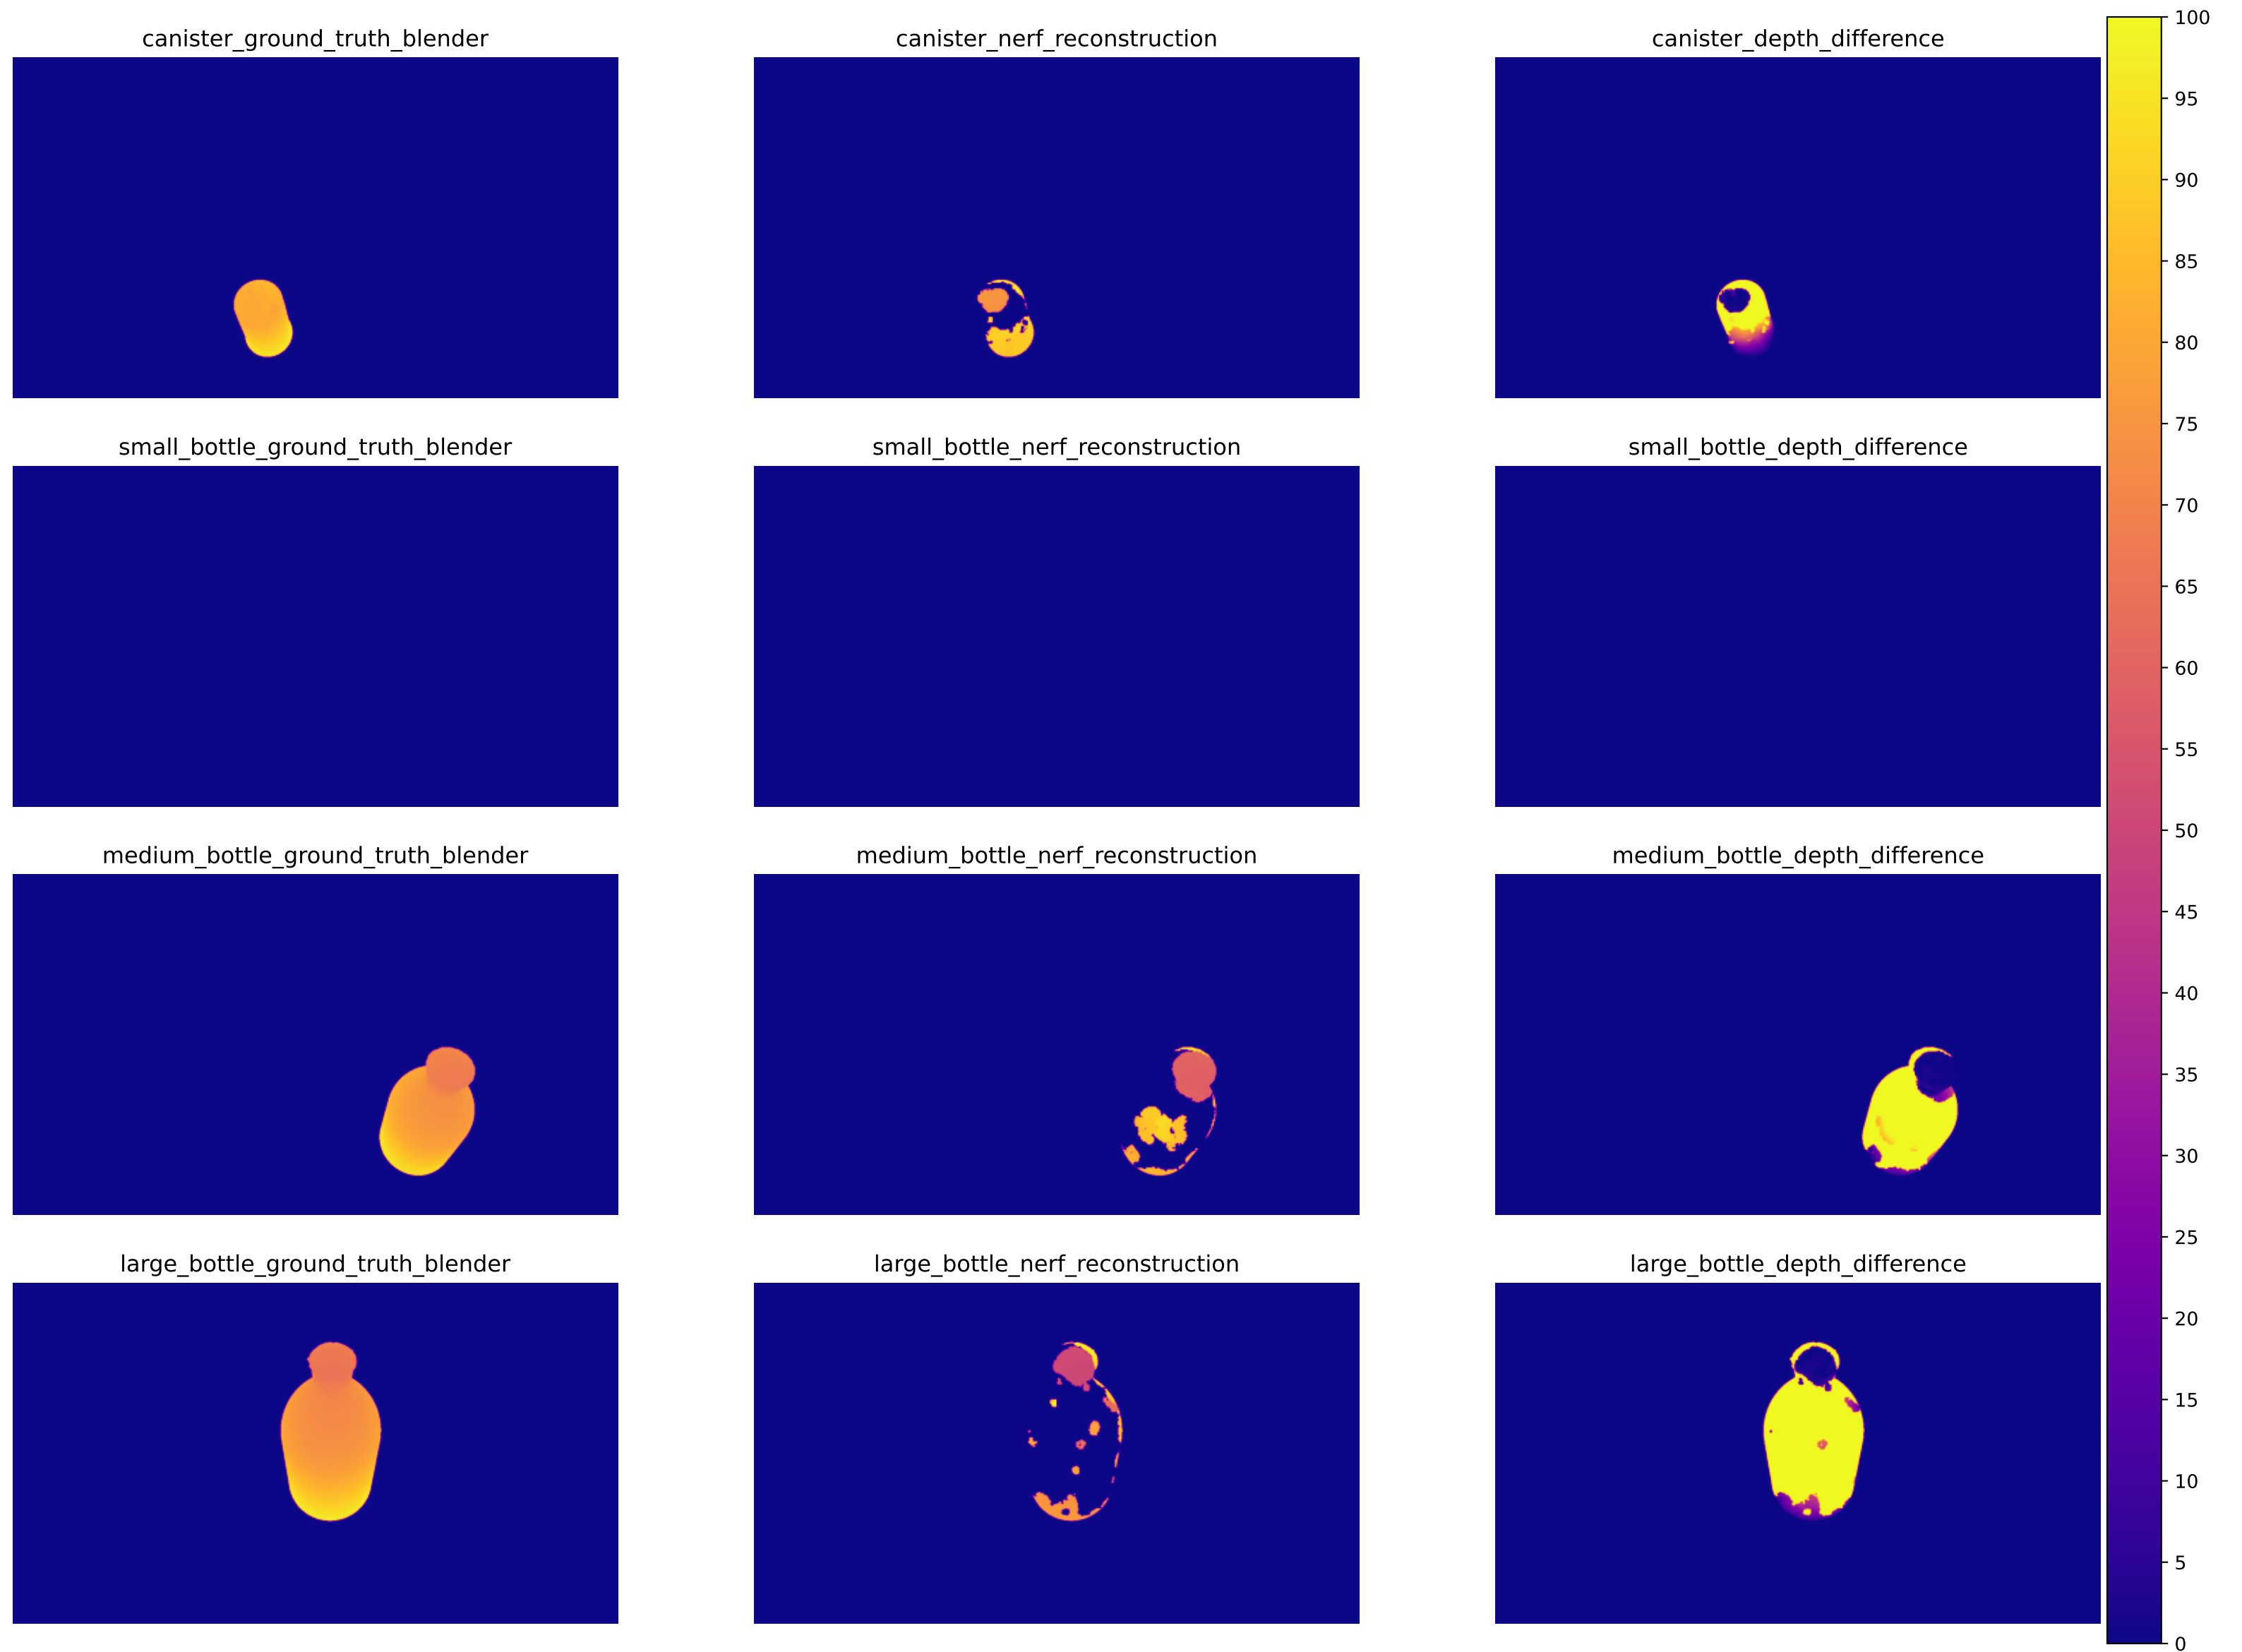 canister_ground_truth_blender
canister_nerf_reconstruction
canister_depth_difference
small_bottle_ground_truth_blender
small_bottle_nerf_reconstruction
small_bottle_depth_difference
medium_bottle_ground_truth_blender
medium_bottle_nerf_reconstruction
medium_bottle_depth_difference
large_bottle_ground_truth_blender
large_bottle_nerf_reconstruction
large_bottle_depth_difference
100
95
90
85
80
75
70
65
60
55
50
45
40
35
30
25
20
15
10
5
0